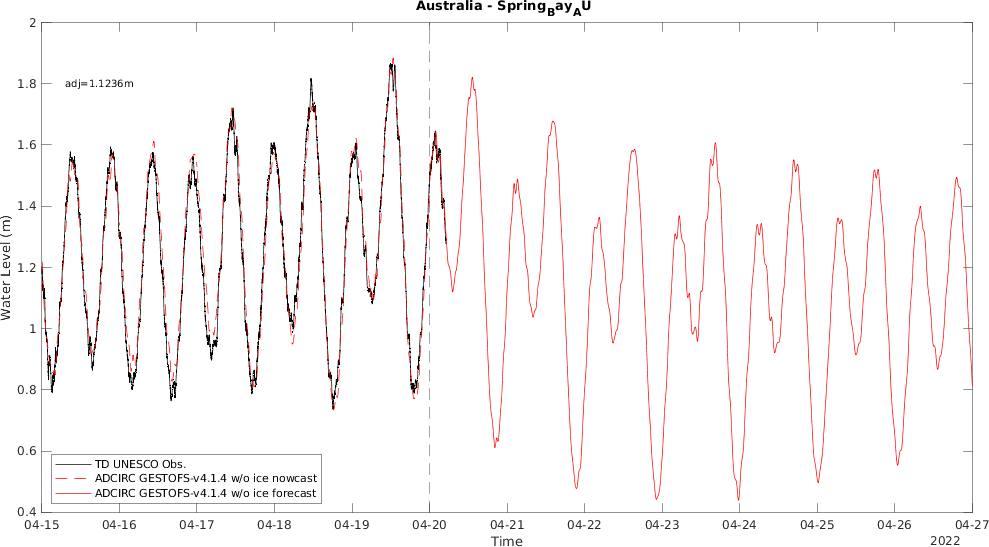 Australia - SpringBayAU
2
1.8
1.6
1.4
1.2
1
0.8
0.6
0.4
Water Level (m)
adj=1.1236m
TD UNESCO Obs.
ADCIRC GESTOFS-v4.1.4 w/o ice nowcast
ADCIRC GESTOFS-v4.1.4 w/o ice forecast
04-15 04-16 04-17 04-18 04-19 04-20 04-21 04-22 04-23 04-24 04-25 04-26 04-27
Time
2022